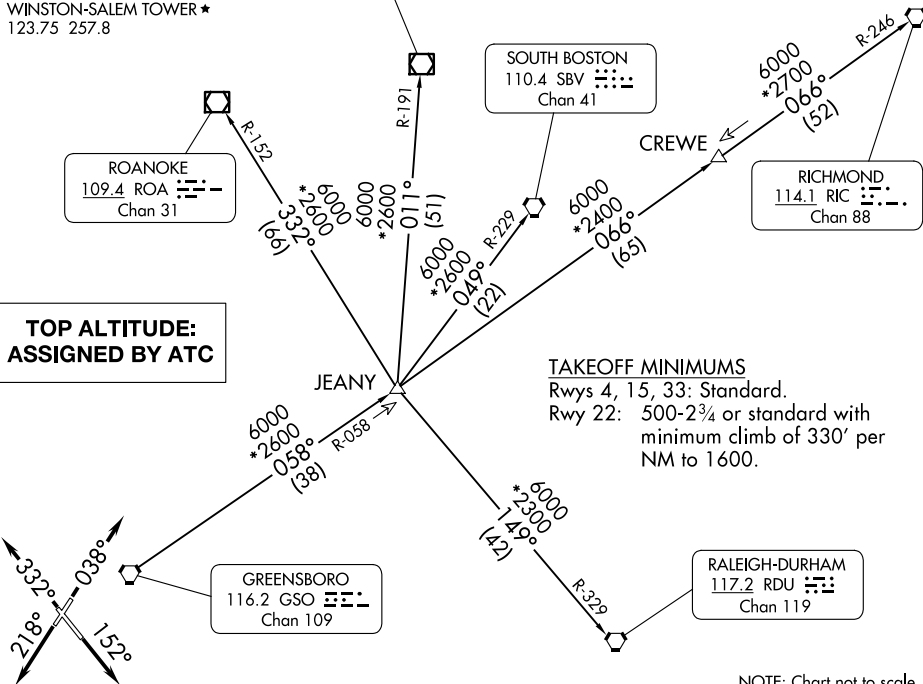 WINSTON-SALEM TOWER ★
123.75 257.8
SOUTH BOSTON
110.4 SBV
Chan 41
R-246
6000
*2700
066°
(52)
R-191
R-152
CREWE
ROANOKE
109.4 ROA
Chan 31
RICHMOND
114.1 RIC
Chan 88
6000
*2600
332°
(66)
6000
*2600
011°
(51)
R-229
6000
*2600
049°
(22)
6000
*2400
066°
(65)
TOP ALTITUDE:
ASSIGNED BY ATC
JEANY
TAKEOFF MINIMUMS
Rwys 4, 15, 33: Standard.
Rwy 22: 500-2¾ or standard with
minimum climb of 330' per
NM to 1600.
6000
*2600
058°
(38)
R-058
6000
*2300
149°
(42)
R-329
332°
038°
218°
152°
GREENSBORO
116.2 GSO
Chan 109
RALEIGH-DURHAM
117.2 RDU
Chan 119
NOTE: Chart not to scale